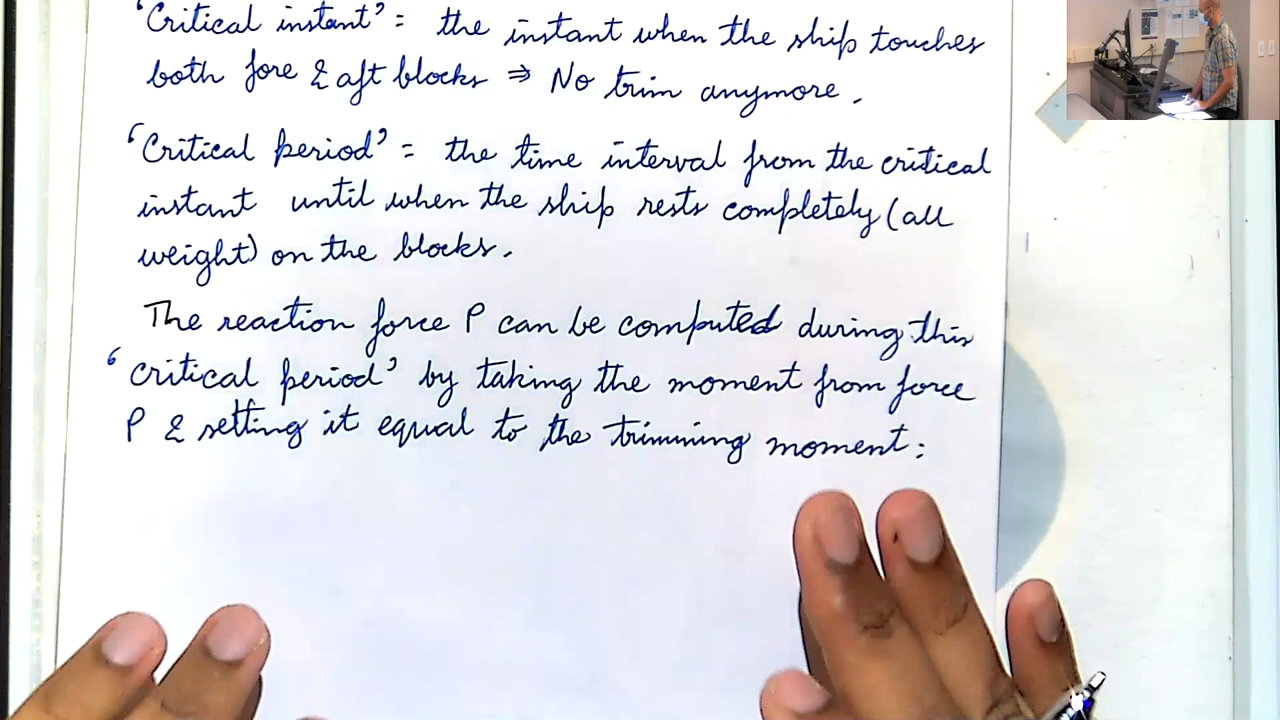 'Critical instant' = the instant when the ship touches
both fore & aft blocks ⇒ No trim anymore.
'Critical period' = the time interval from the critical
instant until when the ship rests completely (all
weight) on the blocks.
The reaction force P can be computed during this
'critical period' by taking the moment from force
P & setting it equal to the trimming moment: